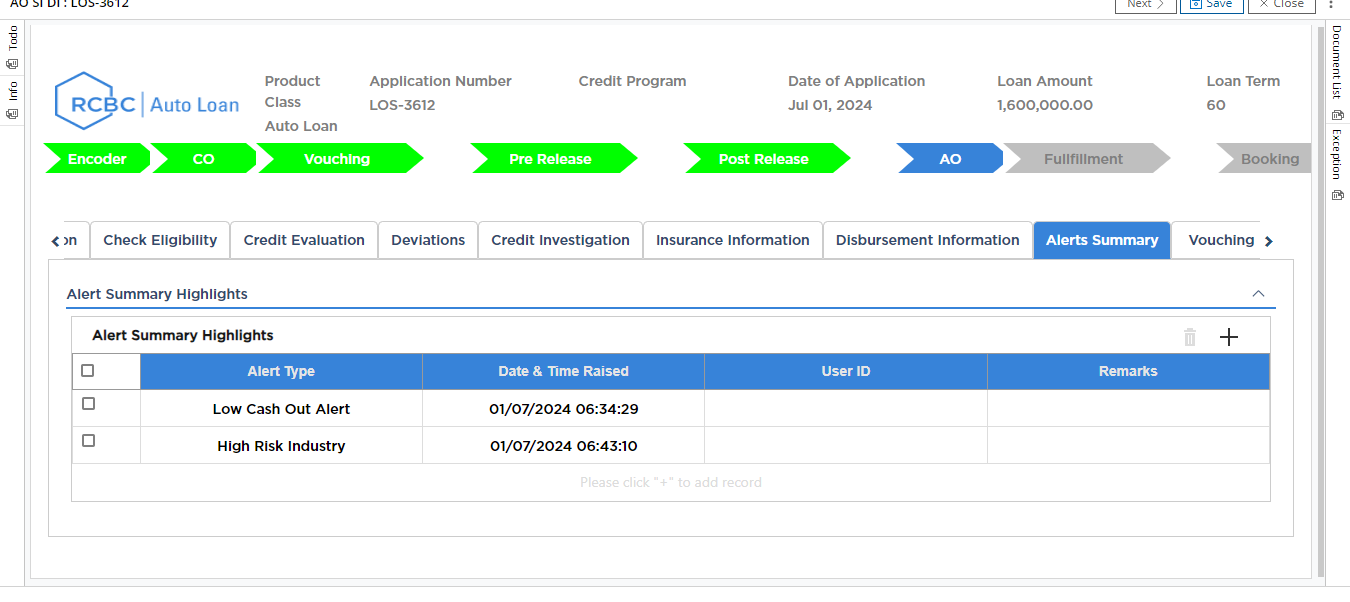 AO SI DI : LOS-3612
Next
Save
Close
Todo
Info
Document List
Exception
RCBC Auto Loan
Product Class
Auto Loan
Application Number
LOS-3612
Credit Program
Date of Application
Jul 01, 2024
Loan Amount
1,600,000.00
Loan Term
60
Encoder
CO
Vouching
Pre Release
Post Release
AO
Fullfillment
Booking
on
Check Eligibility
Credit Evaluation
Deviations
Credit Investigation
Insurance Information
Disbursement Information
Alerts Summary
Vouching
Alert Summary Highlights
Alert Summary Highlights
Alert Type Date & Time Raised User ID Remarks
Low Cash Out Alert 01/07/2024 06:34:29
High Risk Industry 01/07/2024 06:43:10
Please click "+" to add record